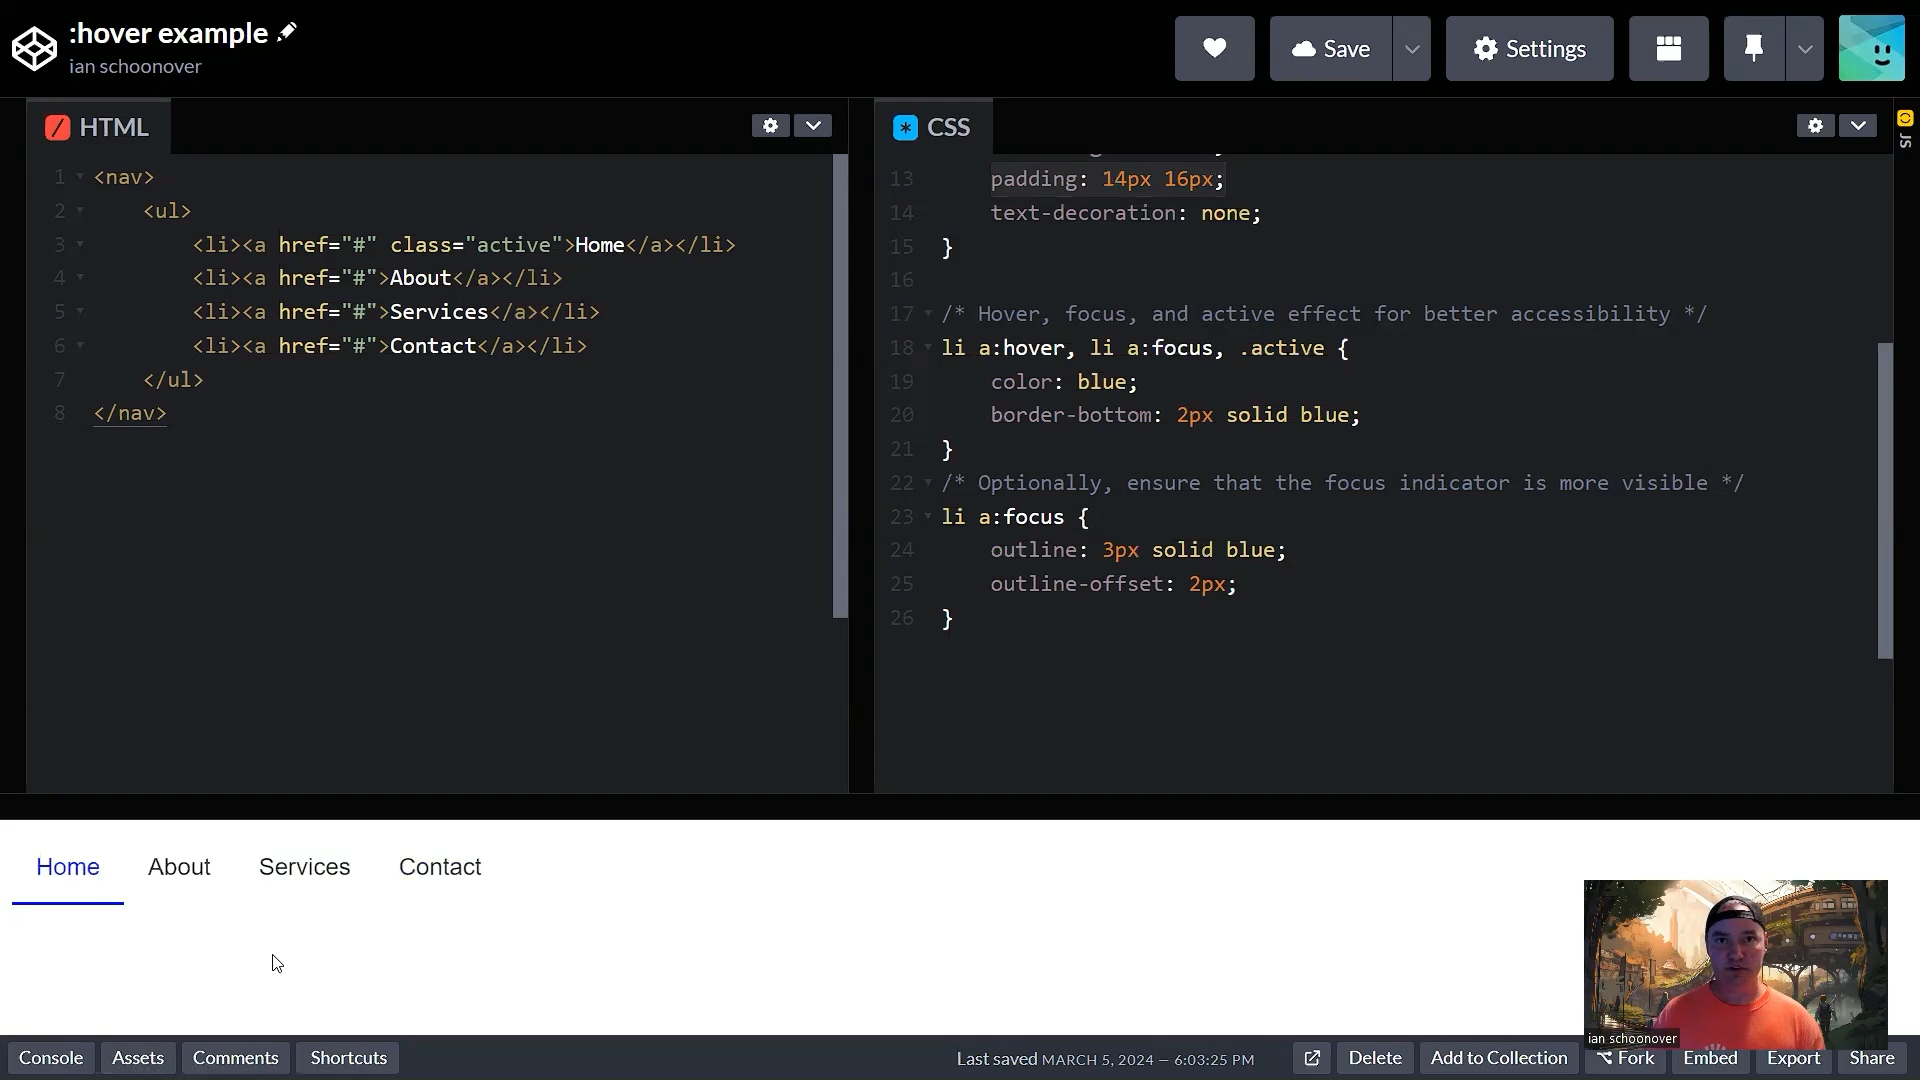 :hover example
ian schoonover
Save
Settings
HTML
CSS
JS
1 <nav>
2 <ul>
3 <li><a href="#" class="active">Home</a></li>
4 <li><a href="#">About</a></li>
5 <li><a href="#">Services</a></li>
6 <li><a href="#">Contact</a></li>
7 </ul>
8 </nav>
13 padding: 14px 16px;
14 text-decoration: none;
15 }
16
17 /* Hover, focus, and active effect for better accessibility */
18 li a:hover, li a:focus, .active {
19 color: blue;
20 border-bottom: 2px solid blue;
21 }
22 /* Optionally, ensure that the focus indicator is more visible */
23 li a:focus {
24 outline: 3px solid blue;
25 outline-offset: 2px;
26 }
Home About Services Contact
ian schoonover
Console Assets Comments Shortcuts Last saved MARCH 5, 2024 — 6:03:25 PM Delete Add to Collection Fork Embed Export Share